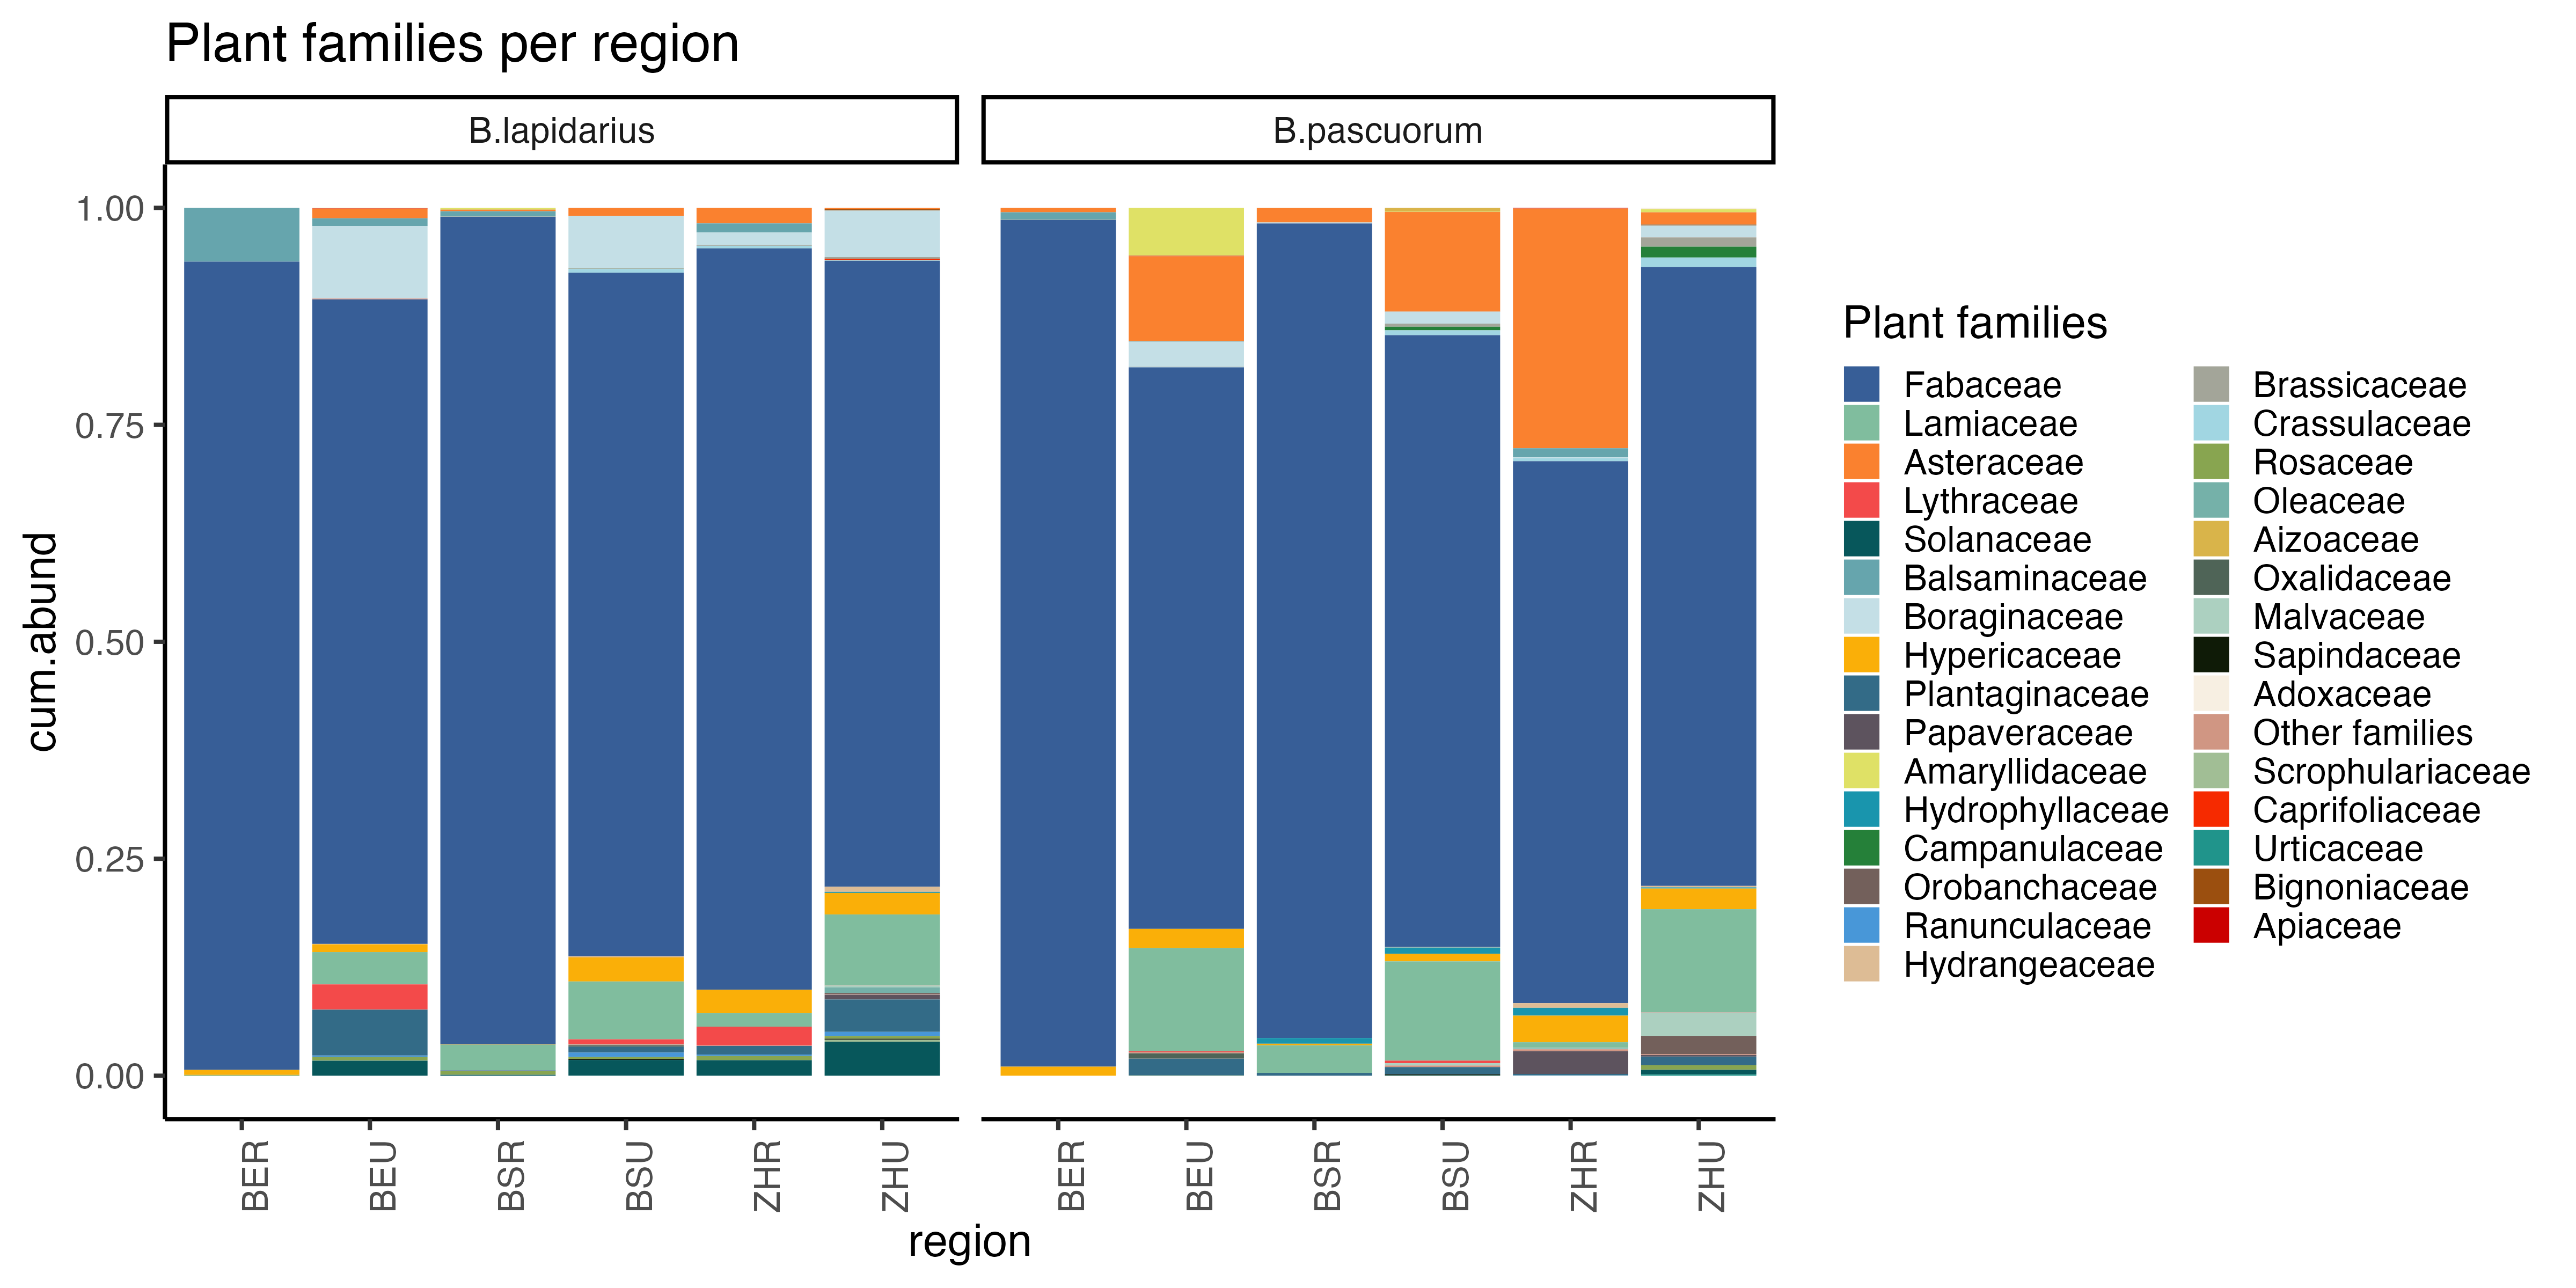 Plant families per region
B.lapidarius
B.pascuorum
cum.abund
1.00
0.75
0.50
0.25
0.00
BER
BEU
BSR
BSU
ZHR
ZHU
BER
BEU
BSR
BSU
ZHR
ZHU
region
Plant families
Fabaceae
Lamiaceae
Asteraceae
Lythraceae
Solanaceae
Balsaminaceae
Boraginaceae
Hypericaceae
Plantaginaceae
Papaveraceae
Amaryllidaceae
Hydrophyllaceae
Campanulaceae
Orobanchaceae
Ranunculaceae
Hydrangeaceae
Brassicaceae
Crassulaceae
Rosaceae
Oleaceae
Aizoaceae
Oxalidaceae
Malvaceae
Sapindaceae
Adoxaceae
Other families
Scrophulariaceae
Caprifoliaceae
Urticaceae
Bignoniaceae
Apiaceae